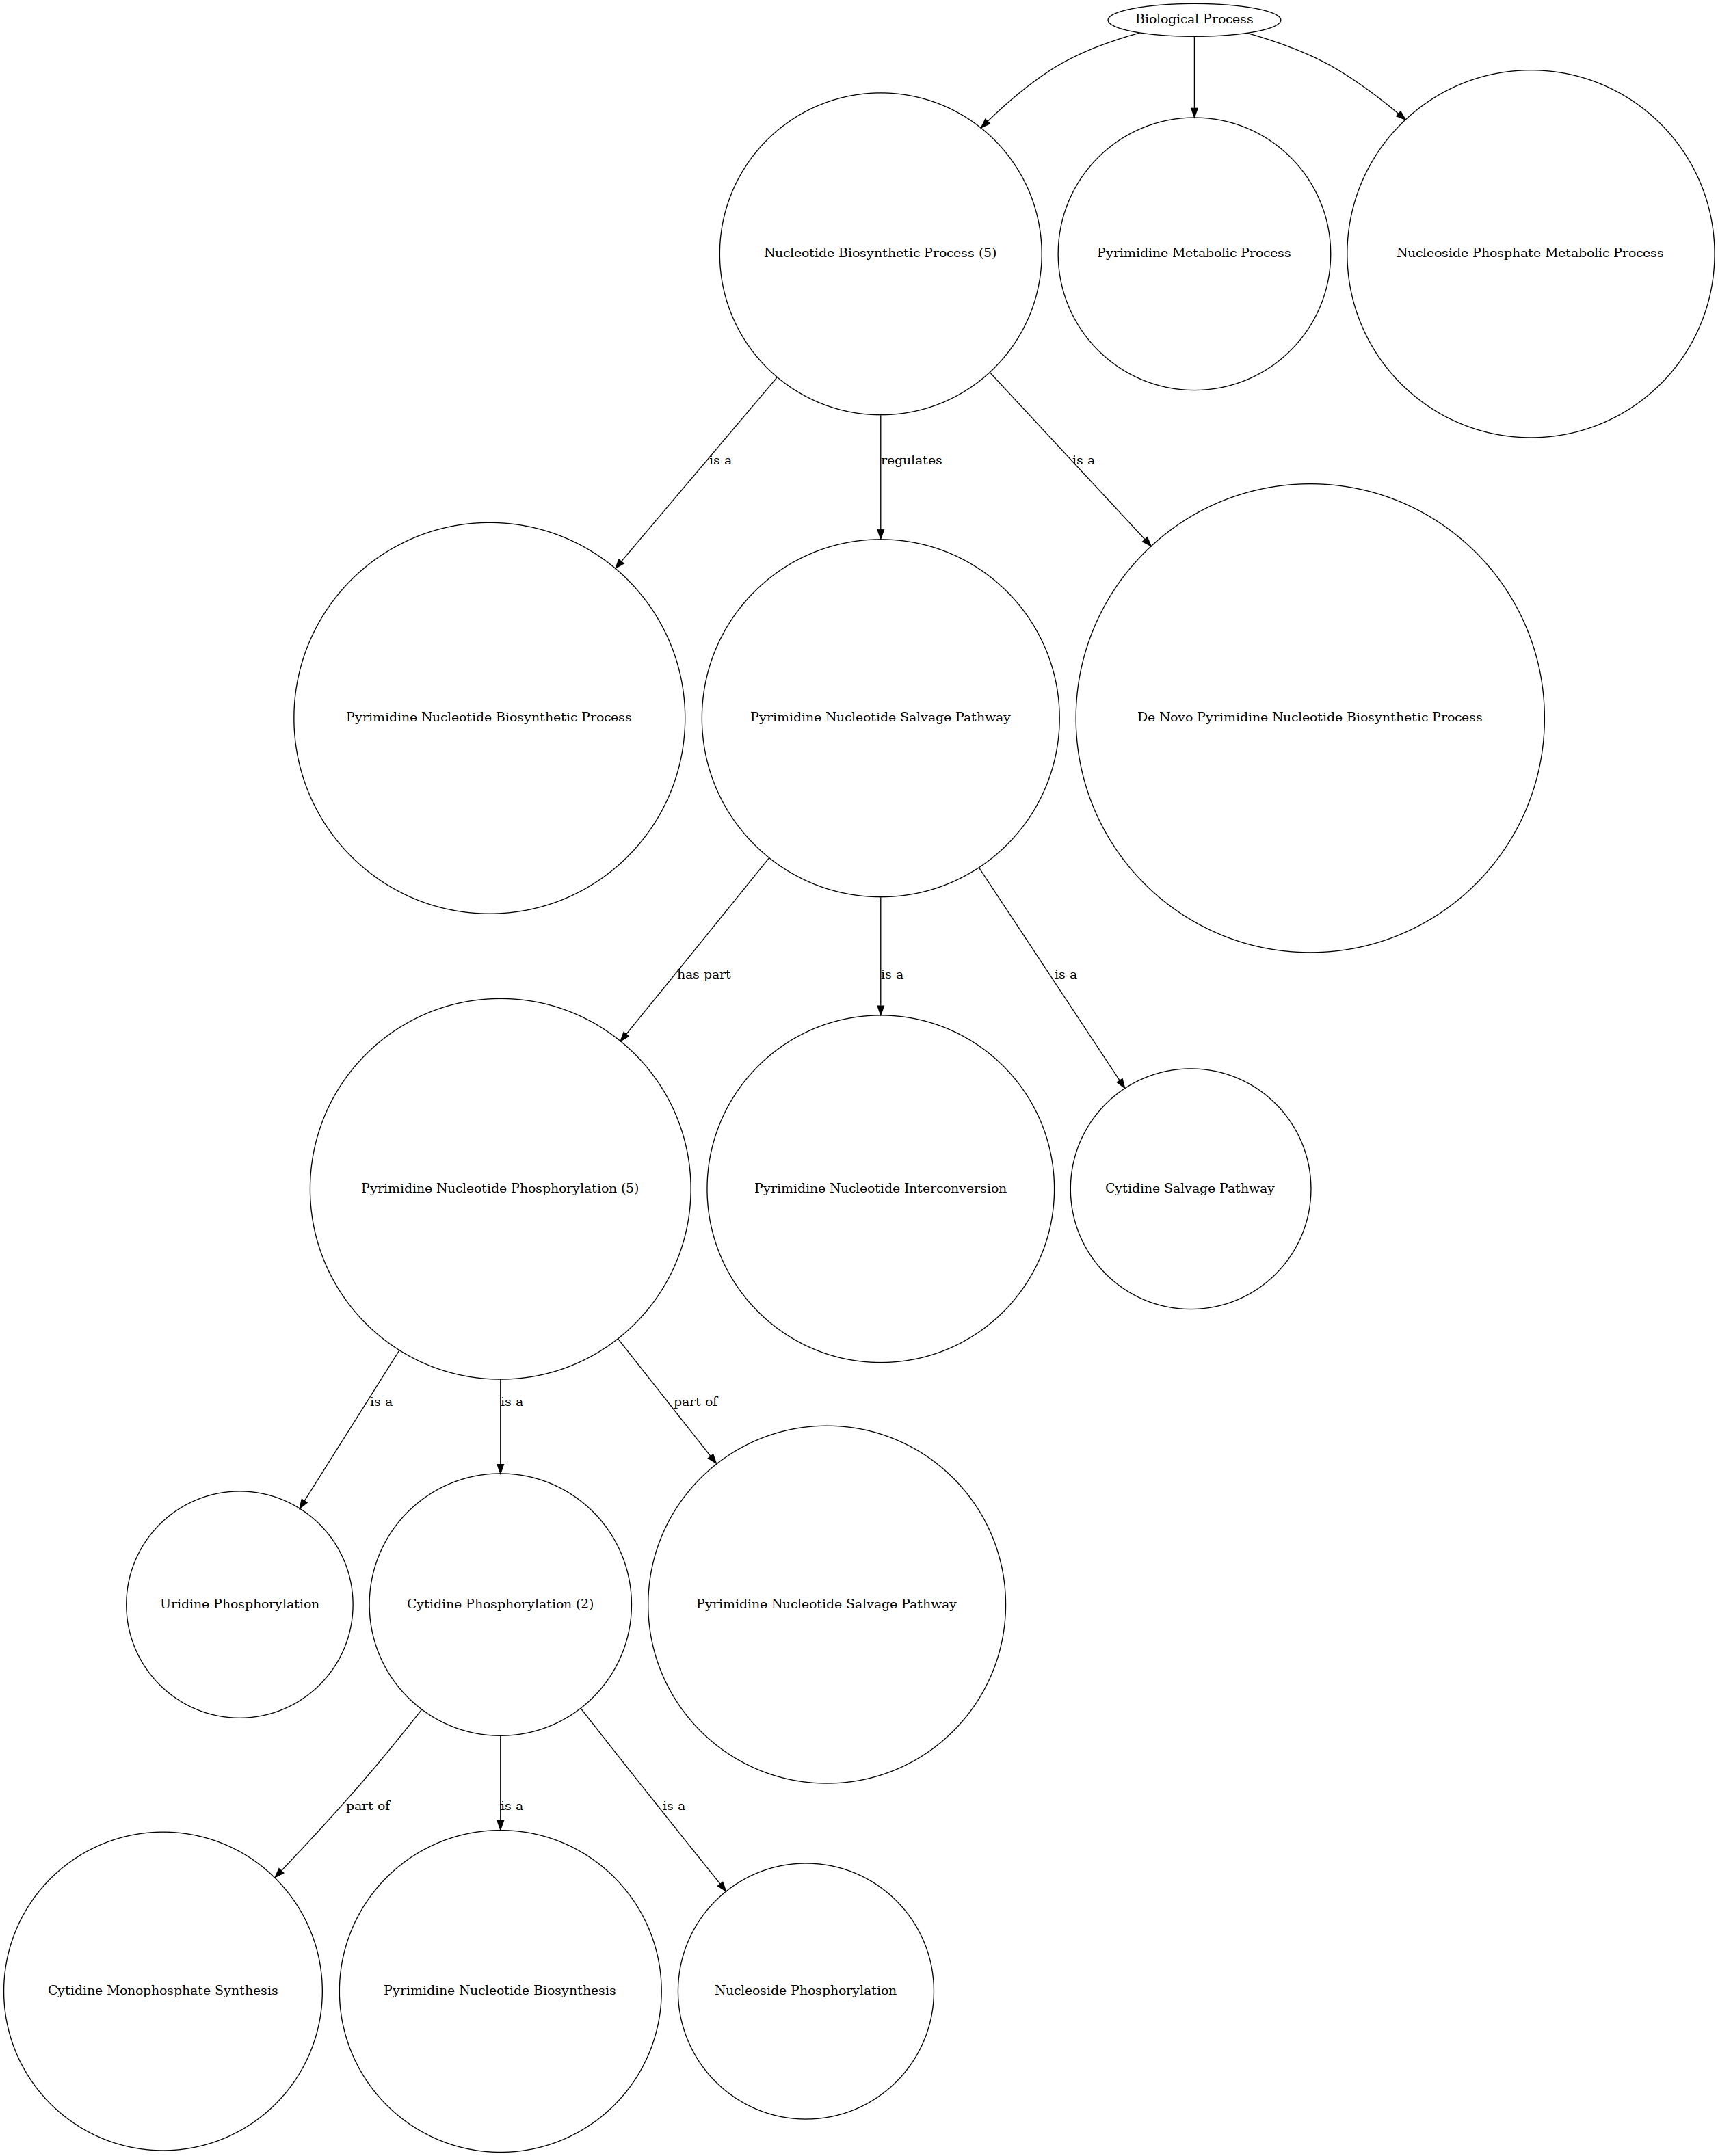 Biological Process
Nucleotide Biosynthetic Process (5)
Pyrimidine Metabolic Process
Nucleoside Phosphate Metabolic Process
is a
regulates
is a
Pyrimidine Nucleotide Biosynthetic Process
Pyrimidine Nucleotide Salvage Pathway
De Novo Pyrimidine Nucleotide Biosynthetic Process
has part
is a
is a
Pyrimidine Nucleotide Phosphorylation (5)
Pyrimidine Nucleotide Interconversion
Cytidine Salvage Pathway
is a
is a
part of
Uridine Phosphorylation
Cytidine Phosphorylation (2)
Pyrimidine Nucleotide Salvage Pathway
part of
is a
is a
Cytidine Monophosphate Synthesis
Pyrimidine Nucleotide Biosynthesis
Nucleoside Phosphorylation